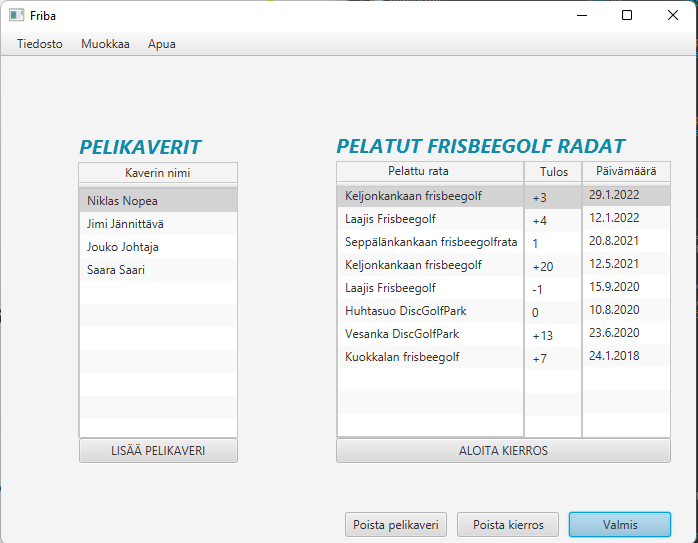 Friba
Tiedosto Muokkaa Apua
PELIKAVERIT
Kaverin nimi
Niklas Nopea
Jimi Jännittävä
Jouko Johtaja
Saara Saari
LISÄÄ PELIKAVERI
PELATUT FRISBEEGOLF RADAT
Pelattu rata Tulos Päivämäärä
Keljonkankaan frisbeegolf +3 29.1.2022
Laajis Frisbeegolf +4 12.1.2022
Seppälänkankaan frisbeegolfrata 1 20.8.2021
Keljonkankaan frisbeegolf +20 12.5.2021
Laajis Frisbeegolf -1 15.9.2020
Huhtasuo DiscGolfPark 0 10.8.2020
Vesanka DiscGolfPark +13 23.6.2020
Kuokkalan frisbeegolf +7 24.1.2018
ALOITA KIERROS
Poista pelikaveri Poista kierros Valmis